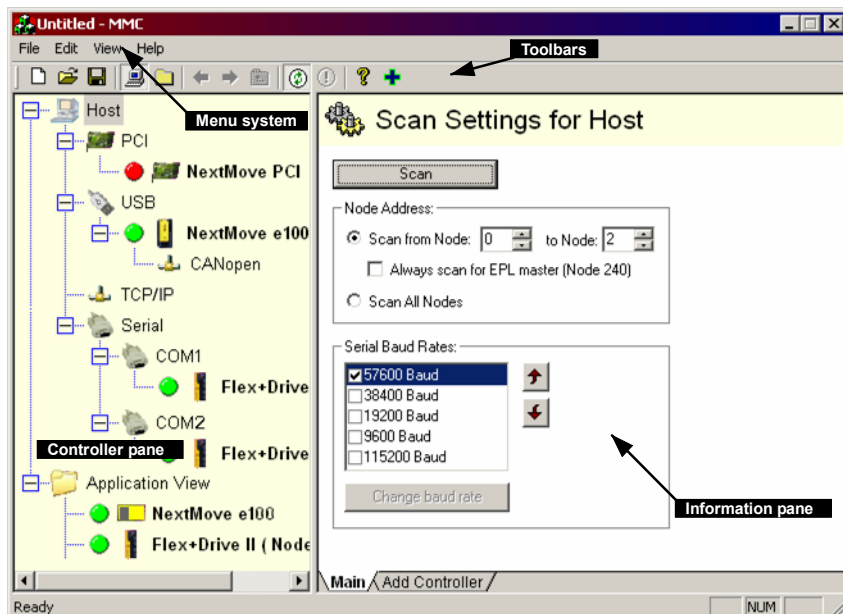 Untitled - MMC
File Edit View Help
Toolbars
Menu system
Host
PCI
NextMove PCI
USB
NextMove e100
CANopen
TCP/IP
Serial
COM1
Flex+Drive
COM2
Controller pane
Flex+Drive
Application View
NextMove e100
Flex+Drive II ( Node
Scan Settings for Host
Scan
Node Address:
Scan from Node: 0 to Node: 2
Always scan for EPL master (Node 240)
Scan All Nodes
Serial Baud Rates:
57600 Baud
38400 Baud
19200 Baud
9600 Baud
115200 Baud
Change baud rate
Information pane
Main Add Controller
Ready
NUM